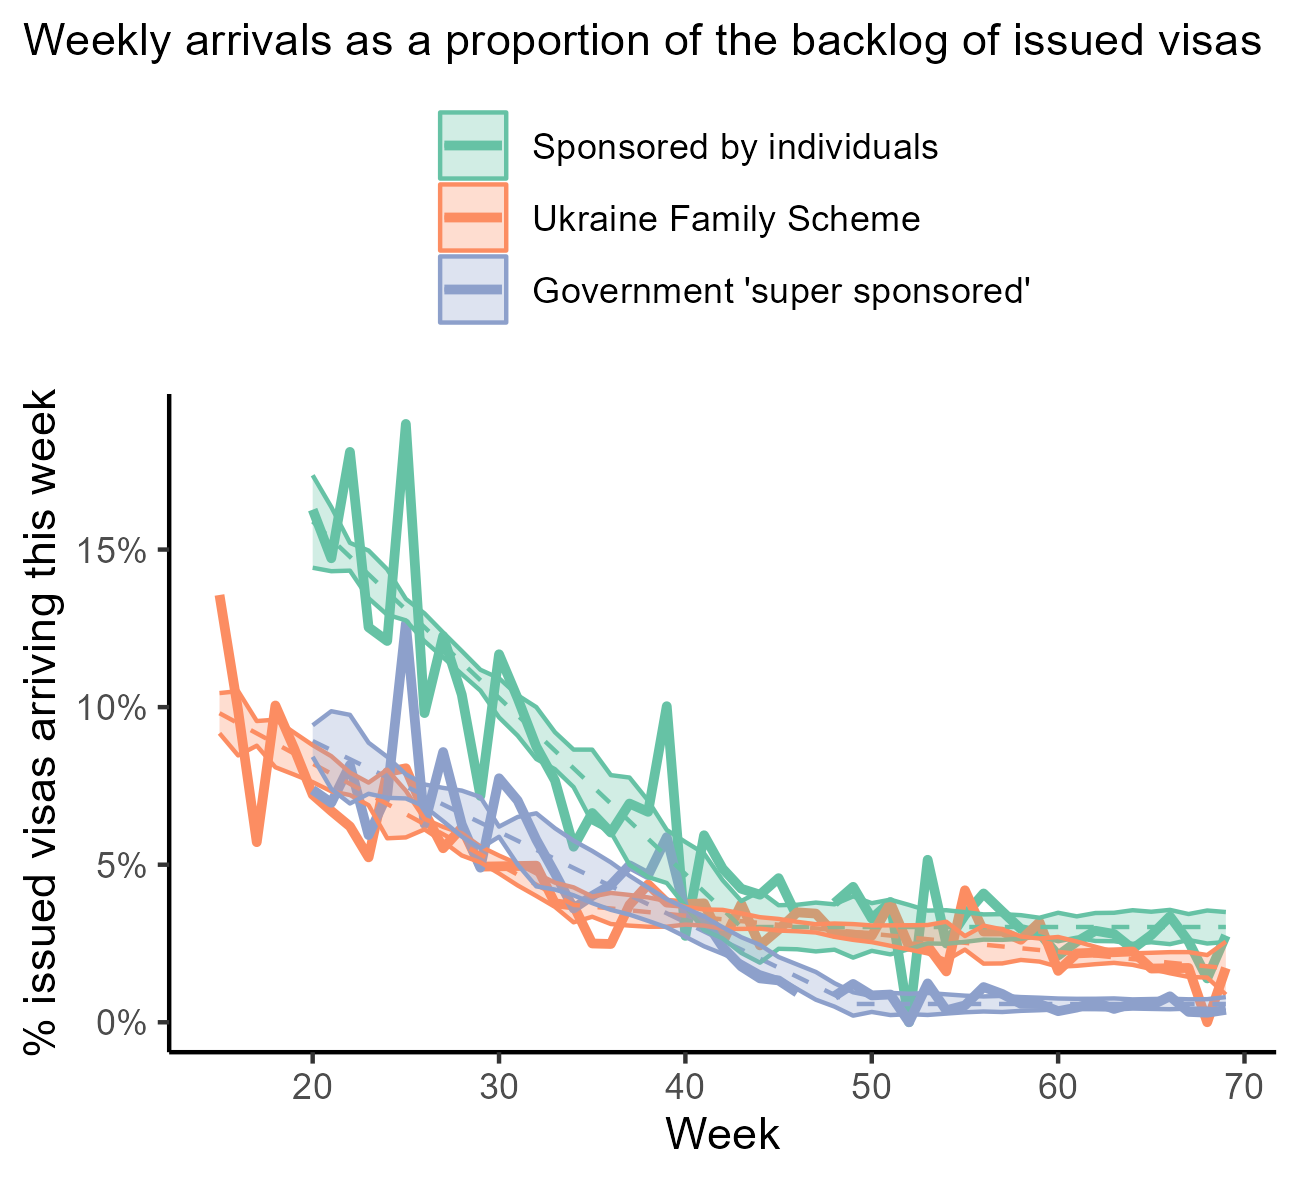 Weekly arrivals as a proportion of the backlog of issued visas
Sponsored by individuals
Ukraine Family Scheme
Government 'super sponsored'
% issued visas arriving this week
15%
10%
5%
0%
20 30 40 50 60 70
Week